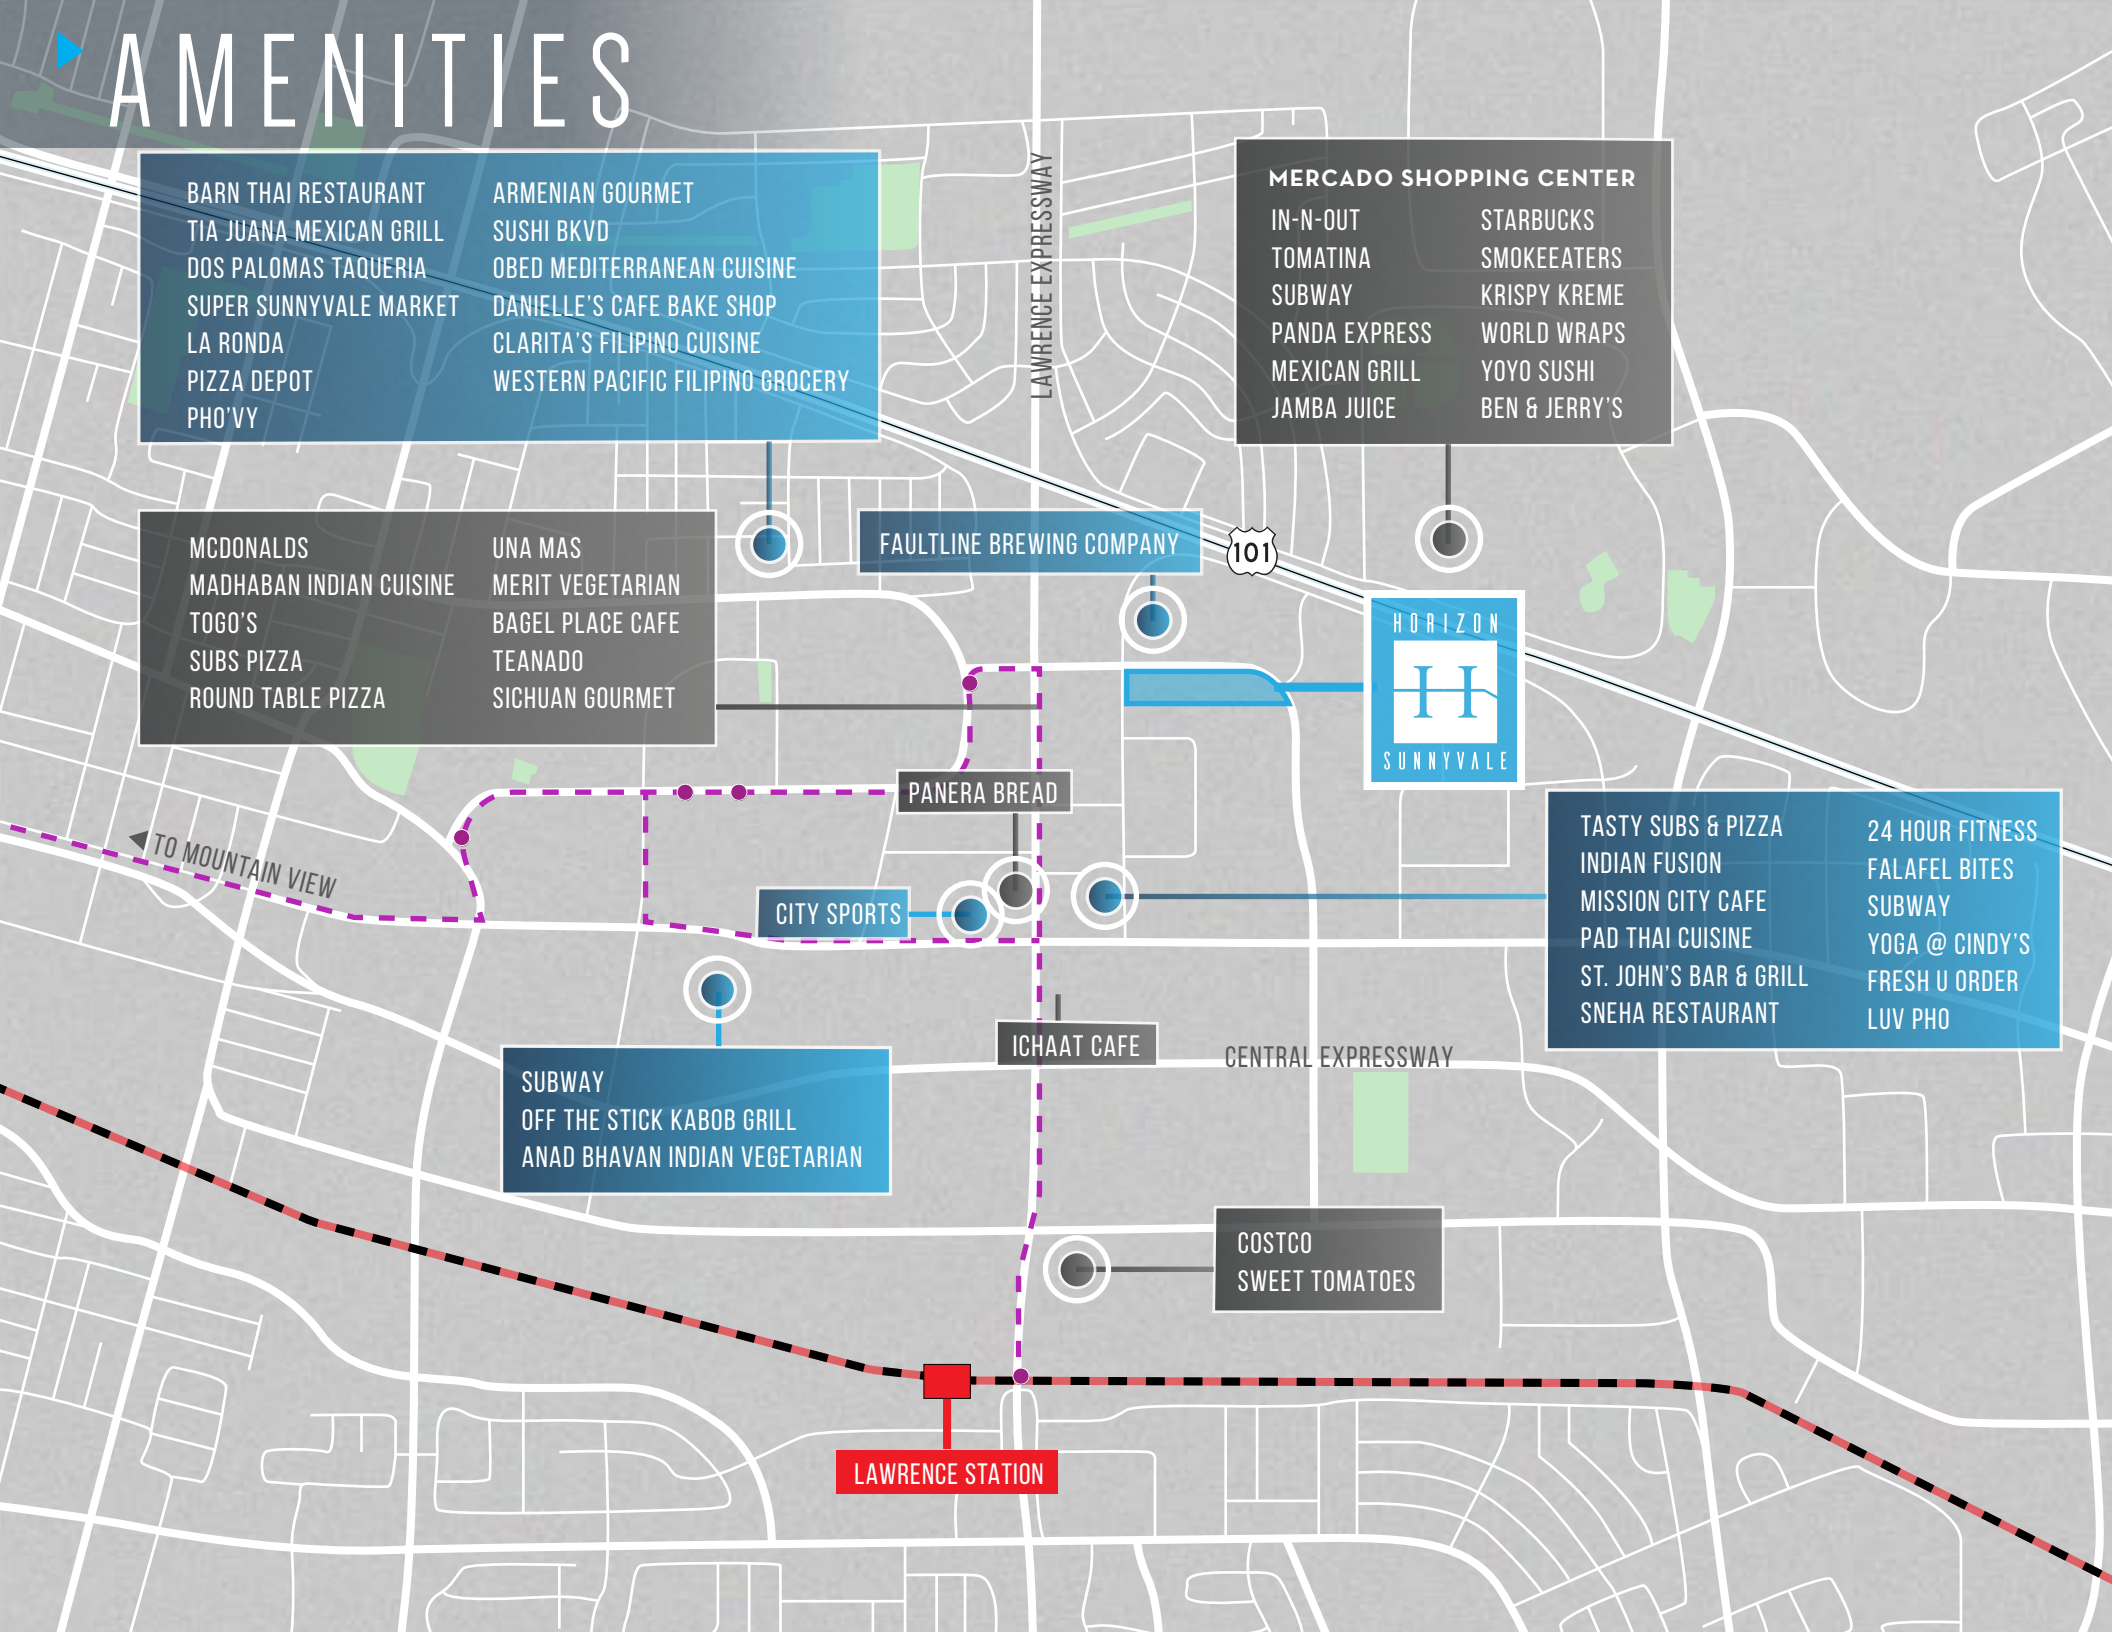 AMENITIES
BARN THAI RESTAURANT
TIA JUANA MEXICAN GRILL
DOS PALOMAS TAQUERIA
SUPER SUNNYVALE MARKET
LA RONDA
PIZZA DEPOT
PHO'VY
ARMENIAN GOURMET
SUSHI BKVD
OBED MEDITERRANEAN CUISINE
DANIELLE'S CAFE BAKE SHOP
CLARITA'S FILIPINO CUISINE
WESTERN PACIFIC FILIPINO GROCERY
LAWRENCE EXPRESSWAY
MERCADO SHOPPING CENTER
IN-N-OUT
TOMATINA
SUBWAY
PANDA EXPRESS
MEXICAN GRILL
JAMBA JUICE
STARBUCKS
SMOKEEATERS
KRISPY KREME
WORLD WRAPS
YOYO SUSHI
BEN & JERRY'S
MCDONALDS
MADHABAN INDIAN CUISINE
TOGO'S
SUBS PIZZA
ROUND TABLE PIZZA
UNA MAS
MERIT VEGETARIAN
BAGEL PLACE CAFE
TEANADO
SICHUAN GOURMET
FAULTLINE BREWING COMPANY
101
HORIZON
H
SUNNYVALE
PANERA BREAD
TO MOUNTAIN VIEW
CITY SPORTS
TASTY SUBS & PIZZA
INDIAN FUSION
MISSION CITY CAFE
PAD THAI CUISINE
ST. JOHN'S BAR & GRILL
SNEHA RESTAURANT
24 HOUR FITNESS
FALAFEL BITES
SUBWAY
YOGA @ CINDY'S
FRESH U ORDER
LUV PHO
ICHAAT CAFE
CENTRAL EXPRESSWAY
SUBWAY
OFF THE STICK KABOB GRILL
ANAD BHAVAN INDIAN VEGETARIAN
COSTCO
SWEET TOMATOES
LAWRENCE STATION